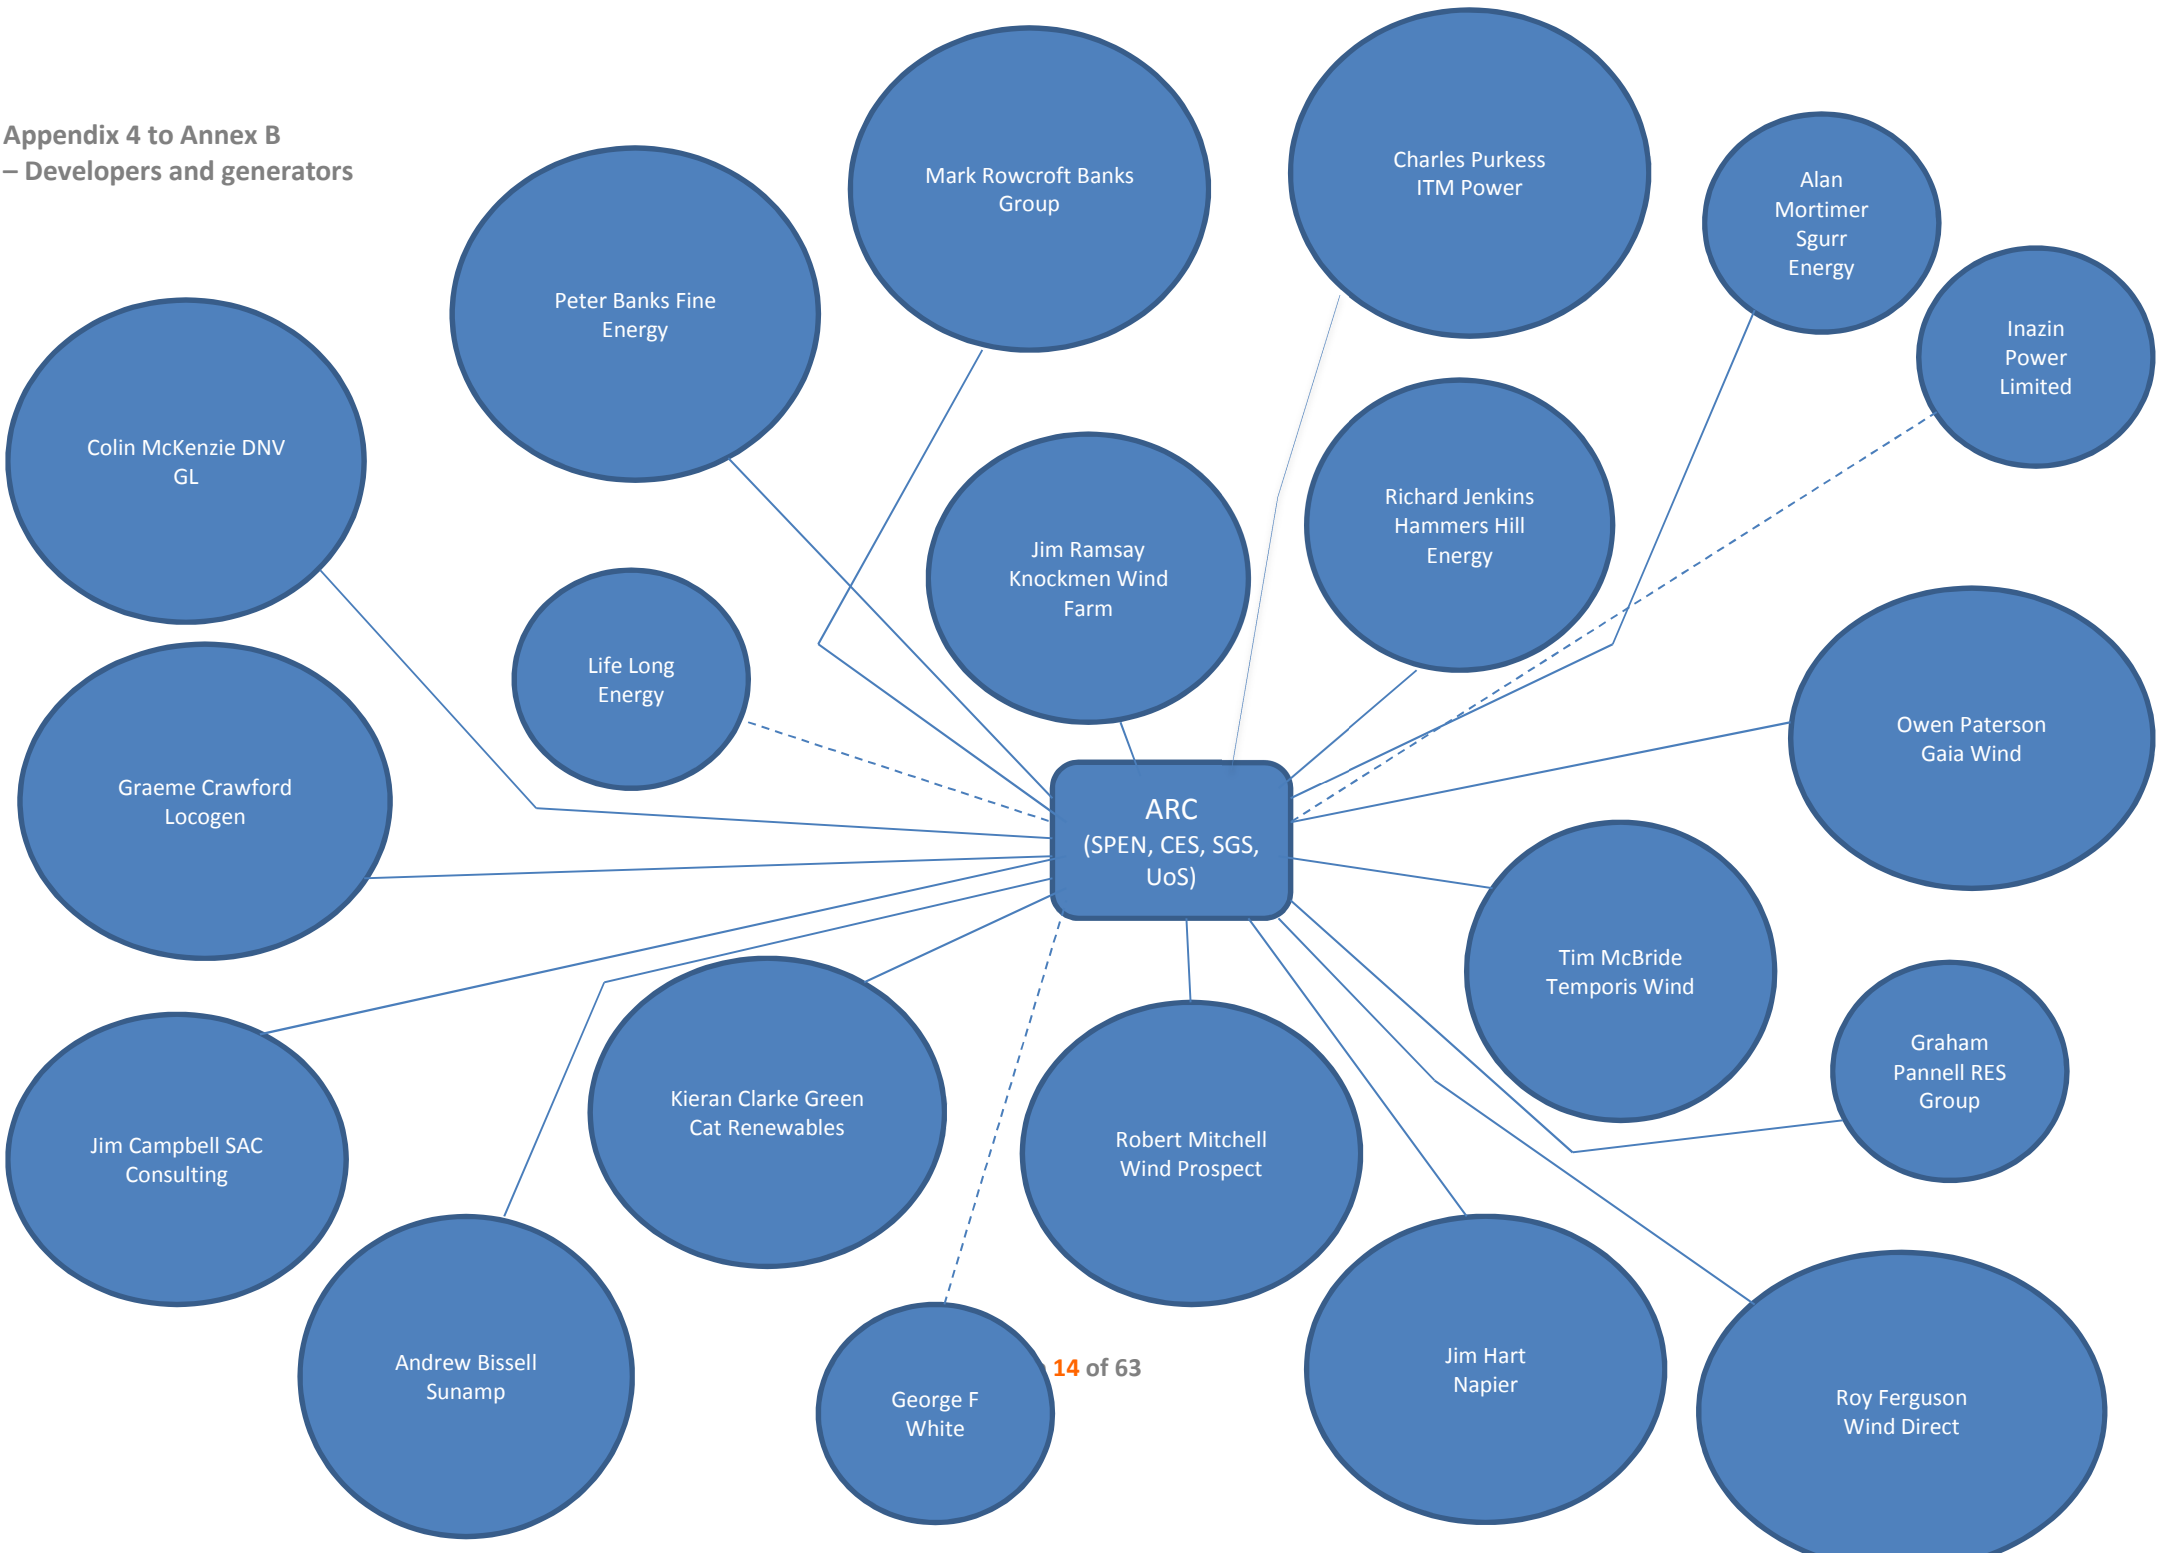 Appendix 4 to Annex B
– Developers and generators
Mark Rowcroft Banks
Group
Charles Purkess
ITM Power
Alan
Mortimer
Sgurr
Energy
Peter Banks Fine
Energy
Inazin
Power
Limited
Colin McKenzie DNV
GL
Richard Jenkins
Hammers Hill
Energy
Jim Ramsay
Knockmen Wind
Farm
Life Long
Energy
Owen Paterson
Gaia Wind
Graeme Crawford
Locogen
ARC
(SPEN, CES, SGS,
UoS)
Tim McBride
Temporis Wind
Graham
Pannell RES
Group
Kieran Clarke Green
Cat Renewables
Jim Campbell SAC
Consulting
Robert Mitchell
Wind Prospect
Andrew Bissell
Sunamp
George F
White
14 of 63
Jim Hart
Napier
Roy Ferguson
Wind Direct